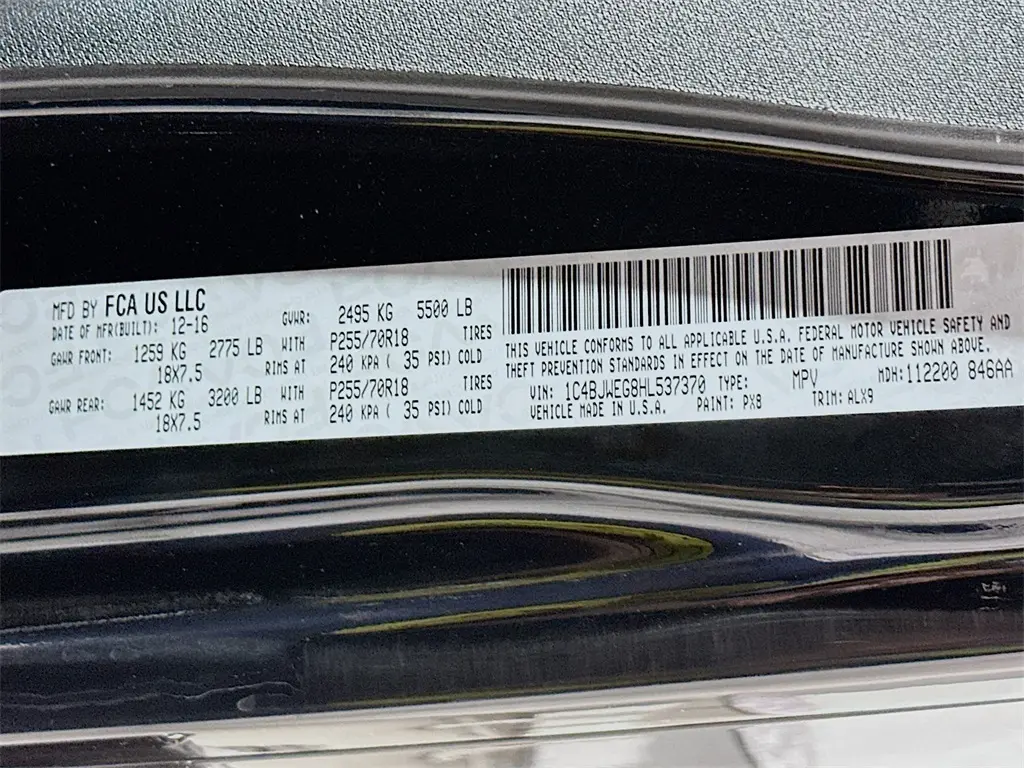 MFD BY FCA US LLC
DATE OF MFR(BUILT): 12-16 GVWR: 2495 KG 5500 LB
GAWR FRONT: 1259 KG 2775 LB WITH P255/70R18 TIRES
18X7.5 RIMS AT 240 KPA ( 35 PSI) COLD
GAWR REAR: 1452 KG 3200 LB WITH P255/70R18 TIRES
18X7.5 RIMS AT 240 KPA ( 35 PSI) COLD
THIS VEHICLE CONFORMS TO ALL APPLICABLE U.S.A. FEDERAL MOTOR VEHICLE SAFETY AND
THEFT PREVENTION STANDARDS IN EFFECT ON THE DATE OF MANUFACTURE SHOWN ABOVE.
VIN: 1C4BJWEG8HL537370 TYPE: MPV MDH:112200 846AA
VEHICLE MADE IN U.S.A. PAINT: PX8 TRIM: ALX9